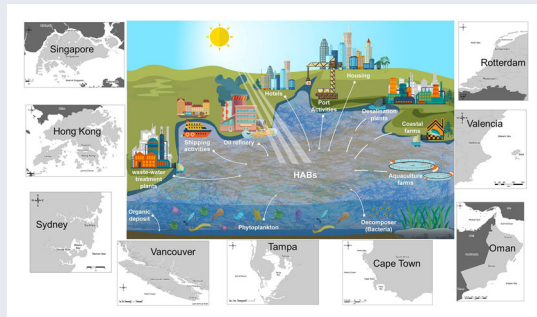 Singapore
Hong Kong
Sydney
Vancouver
Tampa
Cape Town
Rotterdam
Valencia
Oman
Housing
Hotels
Port
Activities
Desalination
plants
Coastal
farms
Shipping
activities
Oil refinery
waste-water
treatment
plants
HABs
Aquaculture
farms
Organic
deposit
Phytoplankton
Decomposer
(Bacteria)